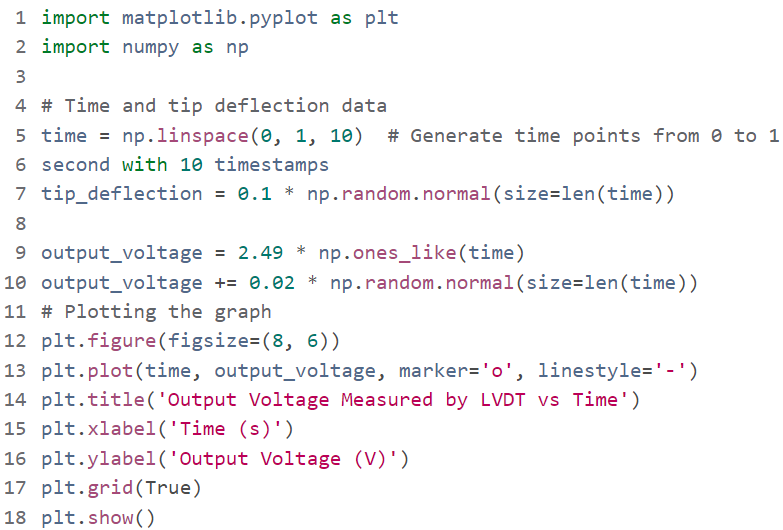 1 import matplotlib.pyplot as plt
2 import numpy as np
3
4 # Time and tip deflection data
5 time = np.linspace(0, 1, 10)  # Generate time points from 0 to 1
6 second with 10 timestamps
7 tip_deflection = 0.1 * np.random.normal(size=len(time))
8
9 output_voltage = 2.49 * np.ones_like(time)
10 output_voltage += 0.02 * np.random.normal(size=len(time))
11 # Plotting the graph
12 plt.figure(figsize=(8, 6))
13 plt.plot(time, output_voltage, marker='o', linestyle='-')
14 plt.title('Output Voltage Measured by LVDT vs Time')
15 plt.xlabel('Time (s)')
16 plt.ylabel('Output Voltage (V)')
17 plt.grid(True)
18 plt.show()